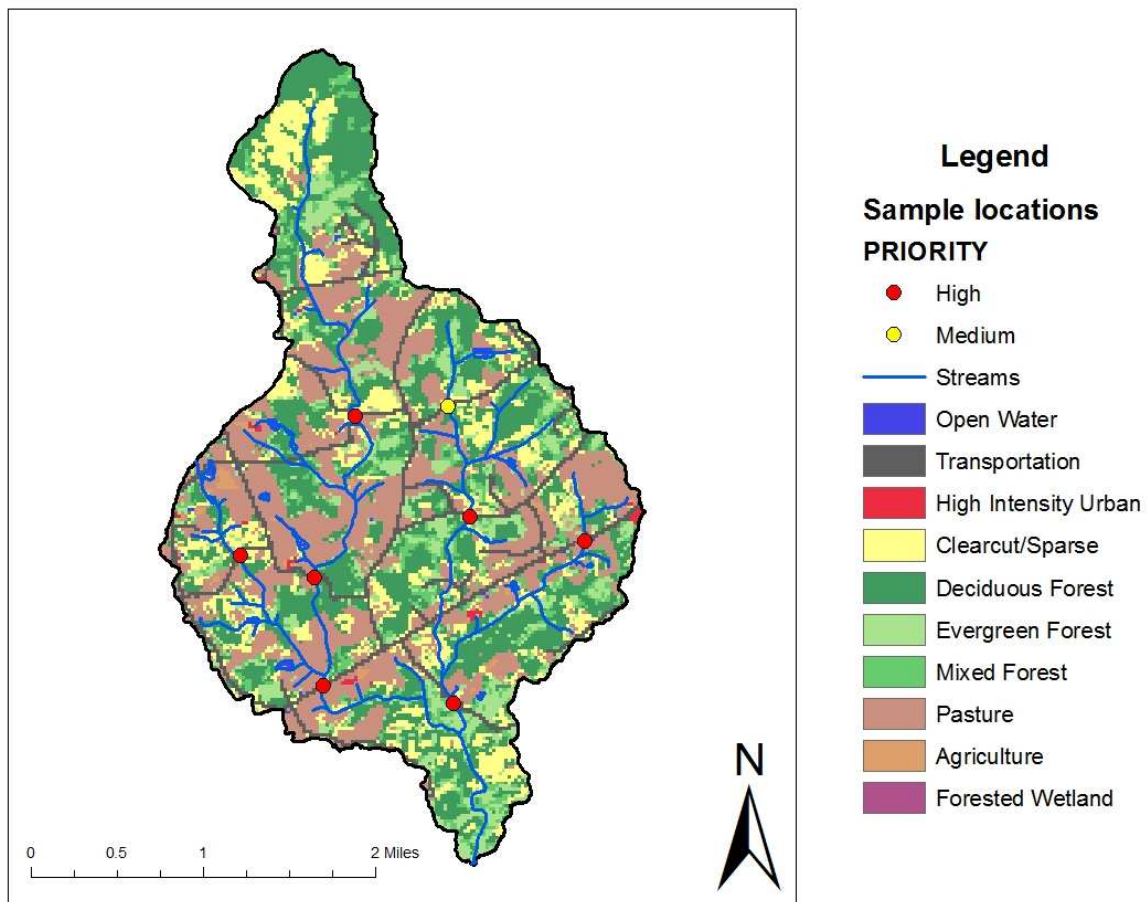 Legend
Sample locations
PRIORITY
High
Medium
Streams
Open Water
Transportation
High Intensity Urban
Clearcut/Sparse
Deciduous Forest
Evergreen Forest
Mixed Forest
Pasture
Agriculture
Forested Wetland
N
0 0.5 1 2 Miles